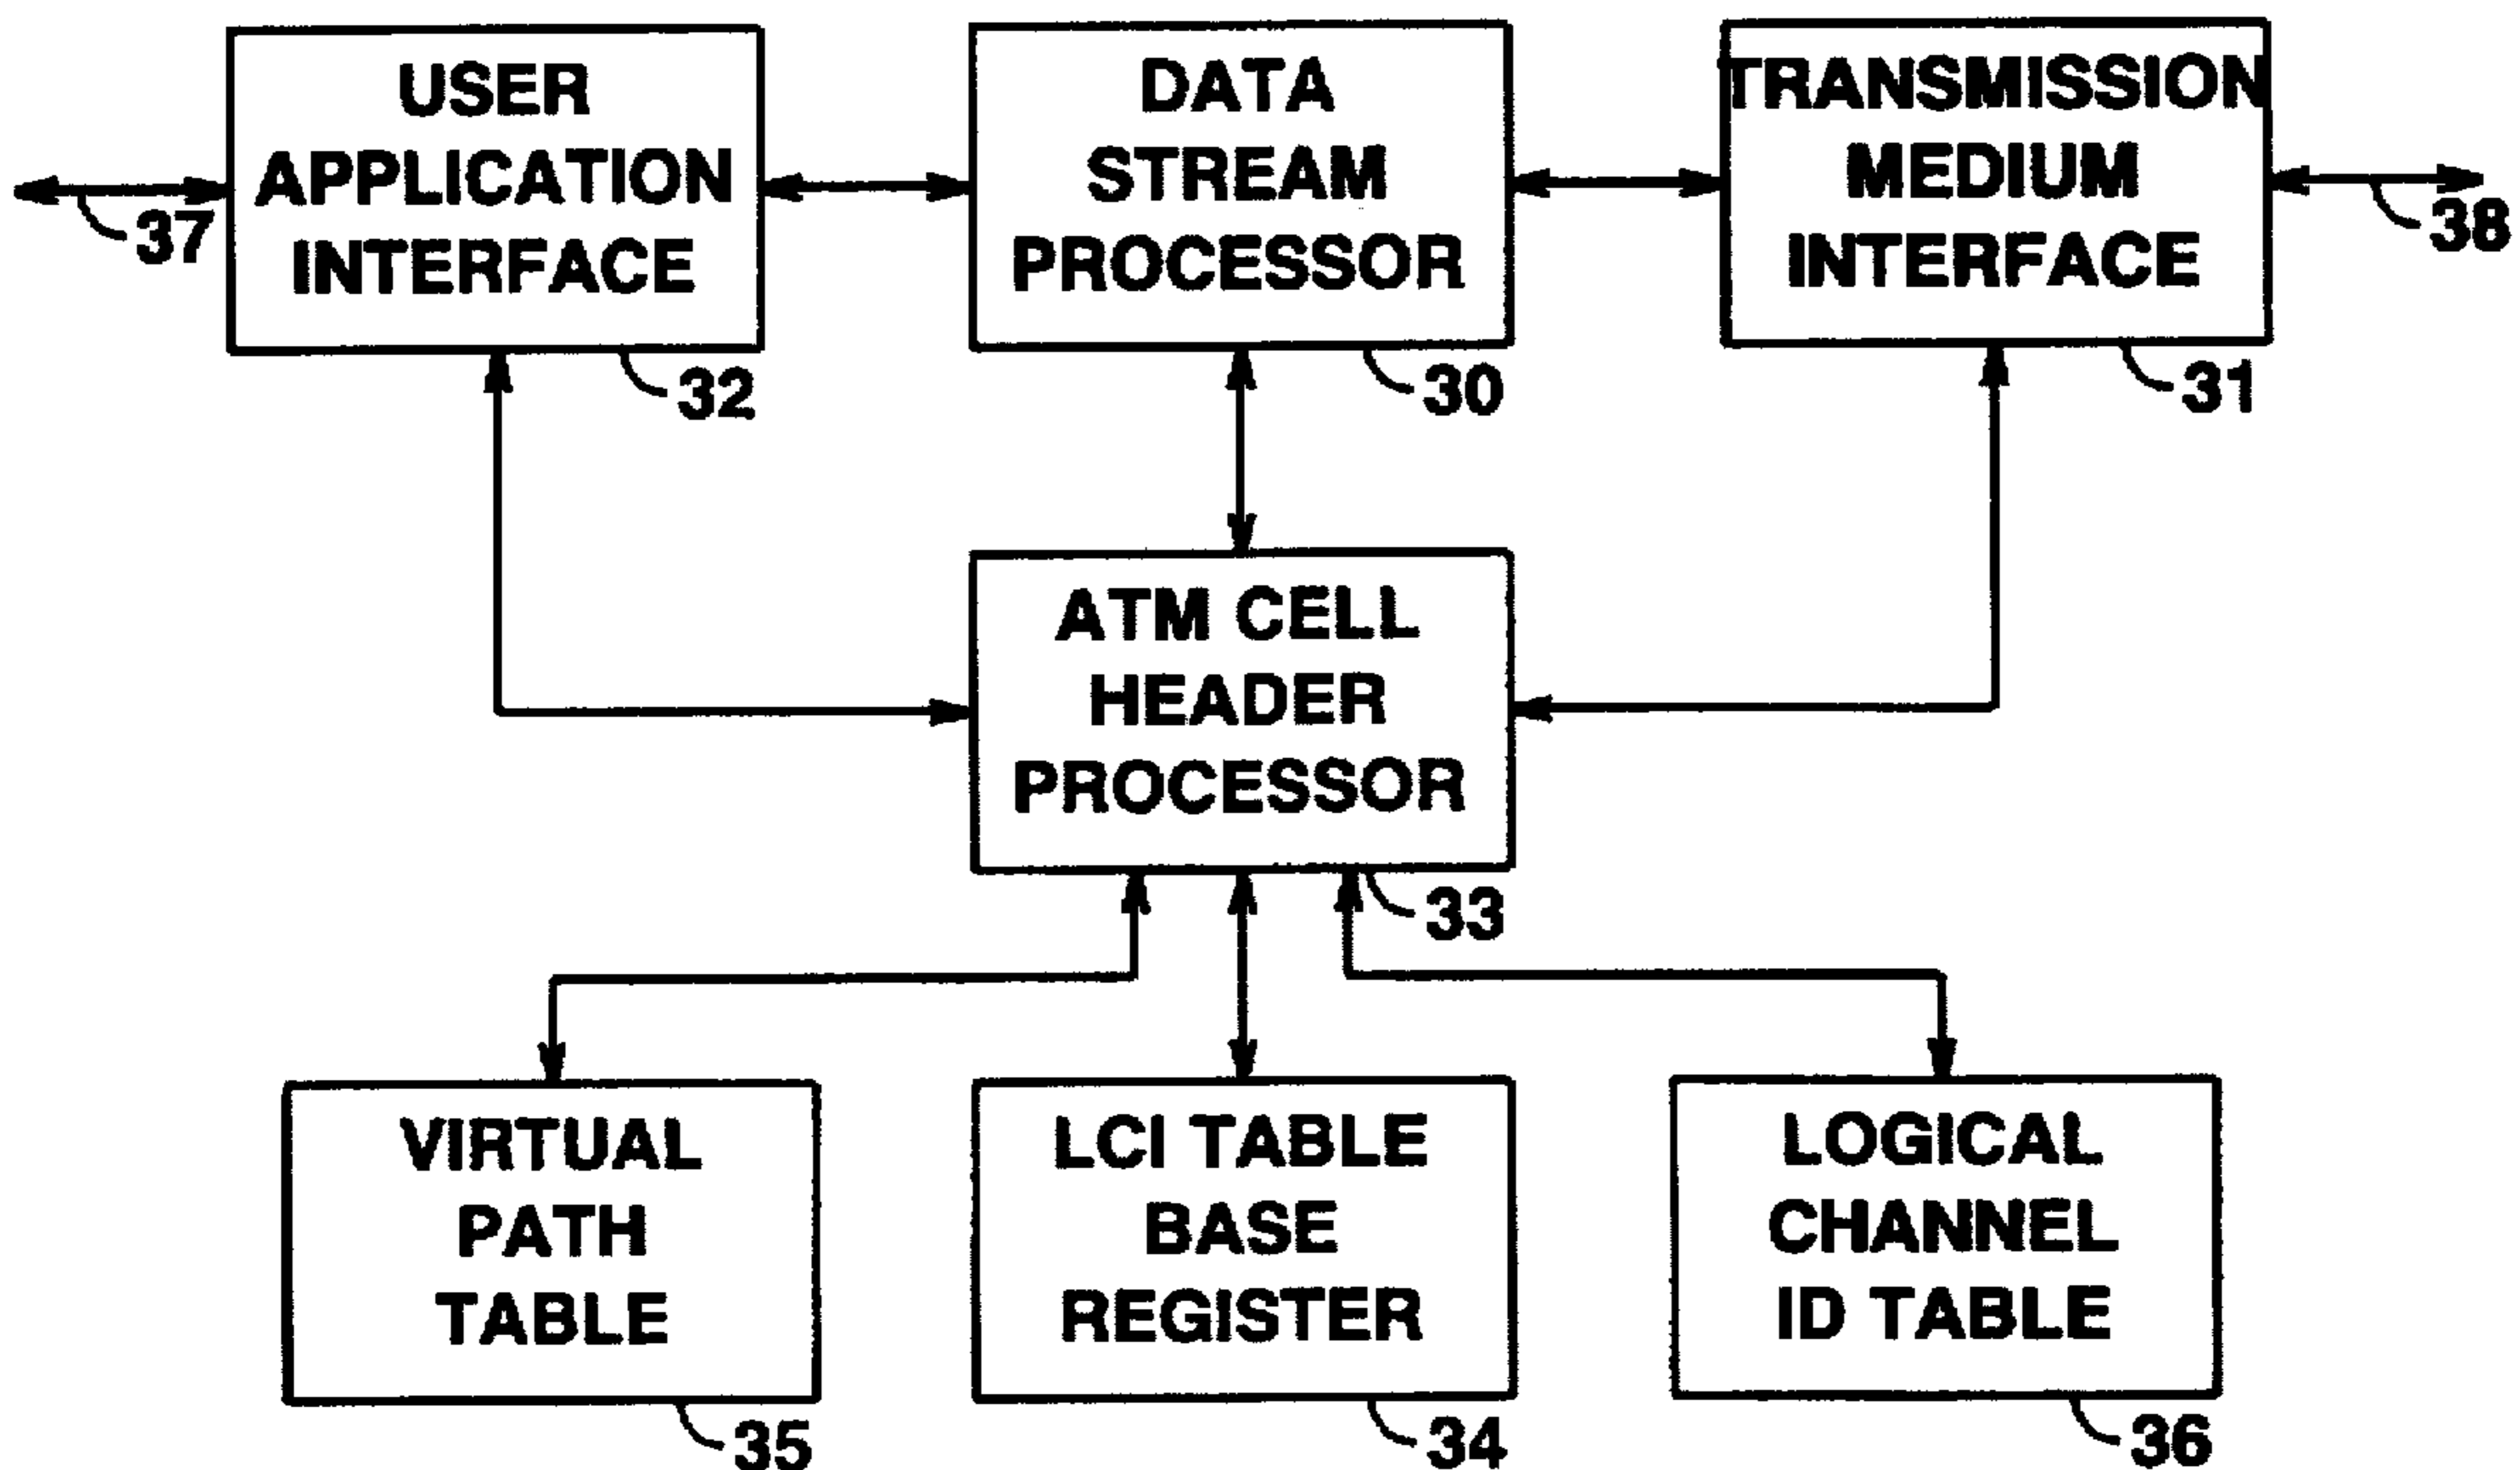 USER
APPLICATION
INTERFACE
DATA
STREAM
PROCESSOR
TRANSMISSION
MEDIUM
INTERFACE
37
38
32
30
31
ATM CELL
HEADER
PROCESSOR
33
VIRTUAL
PATH
TABLE
LCI TABLE
BASE
REGISTER
LOGICAL
CHANNEL
ID TABLE
35
34
36